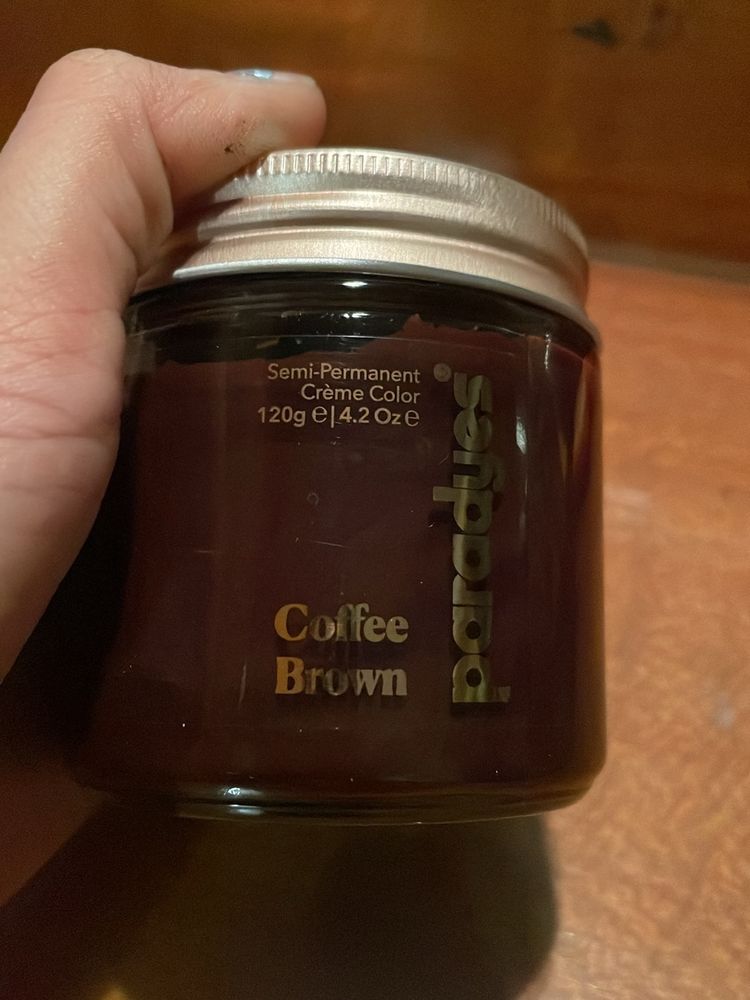 Semi-Permanent
Crème Color
120g ℮|4.2 Oz℮
paradyes
Coffee
Brown